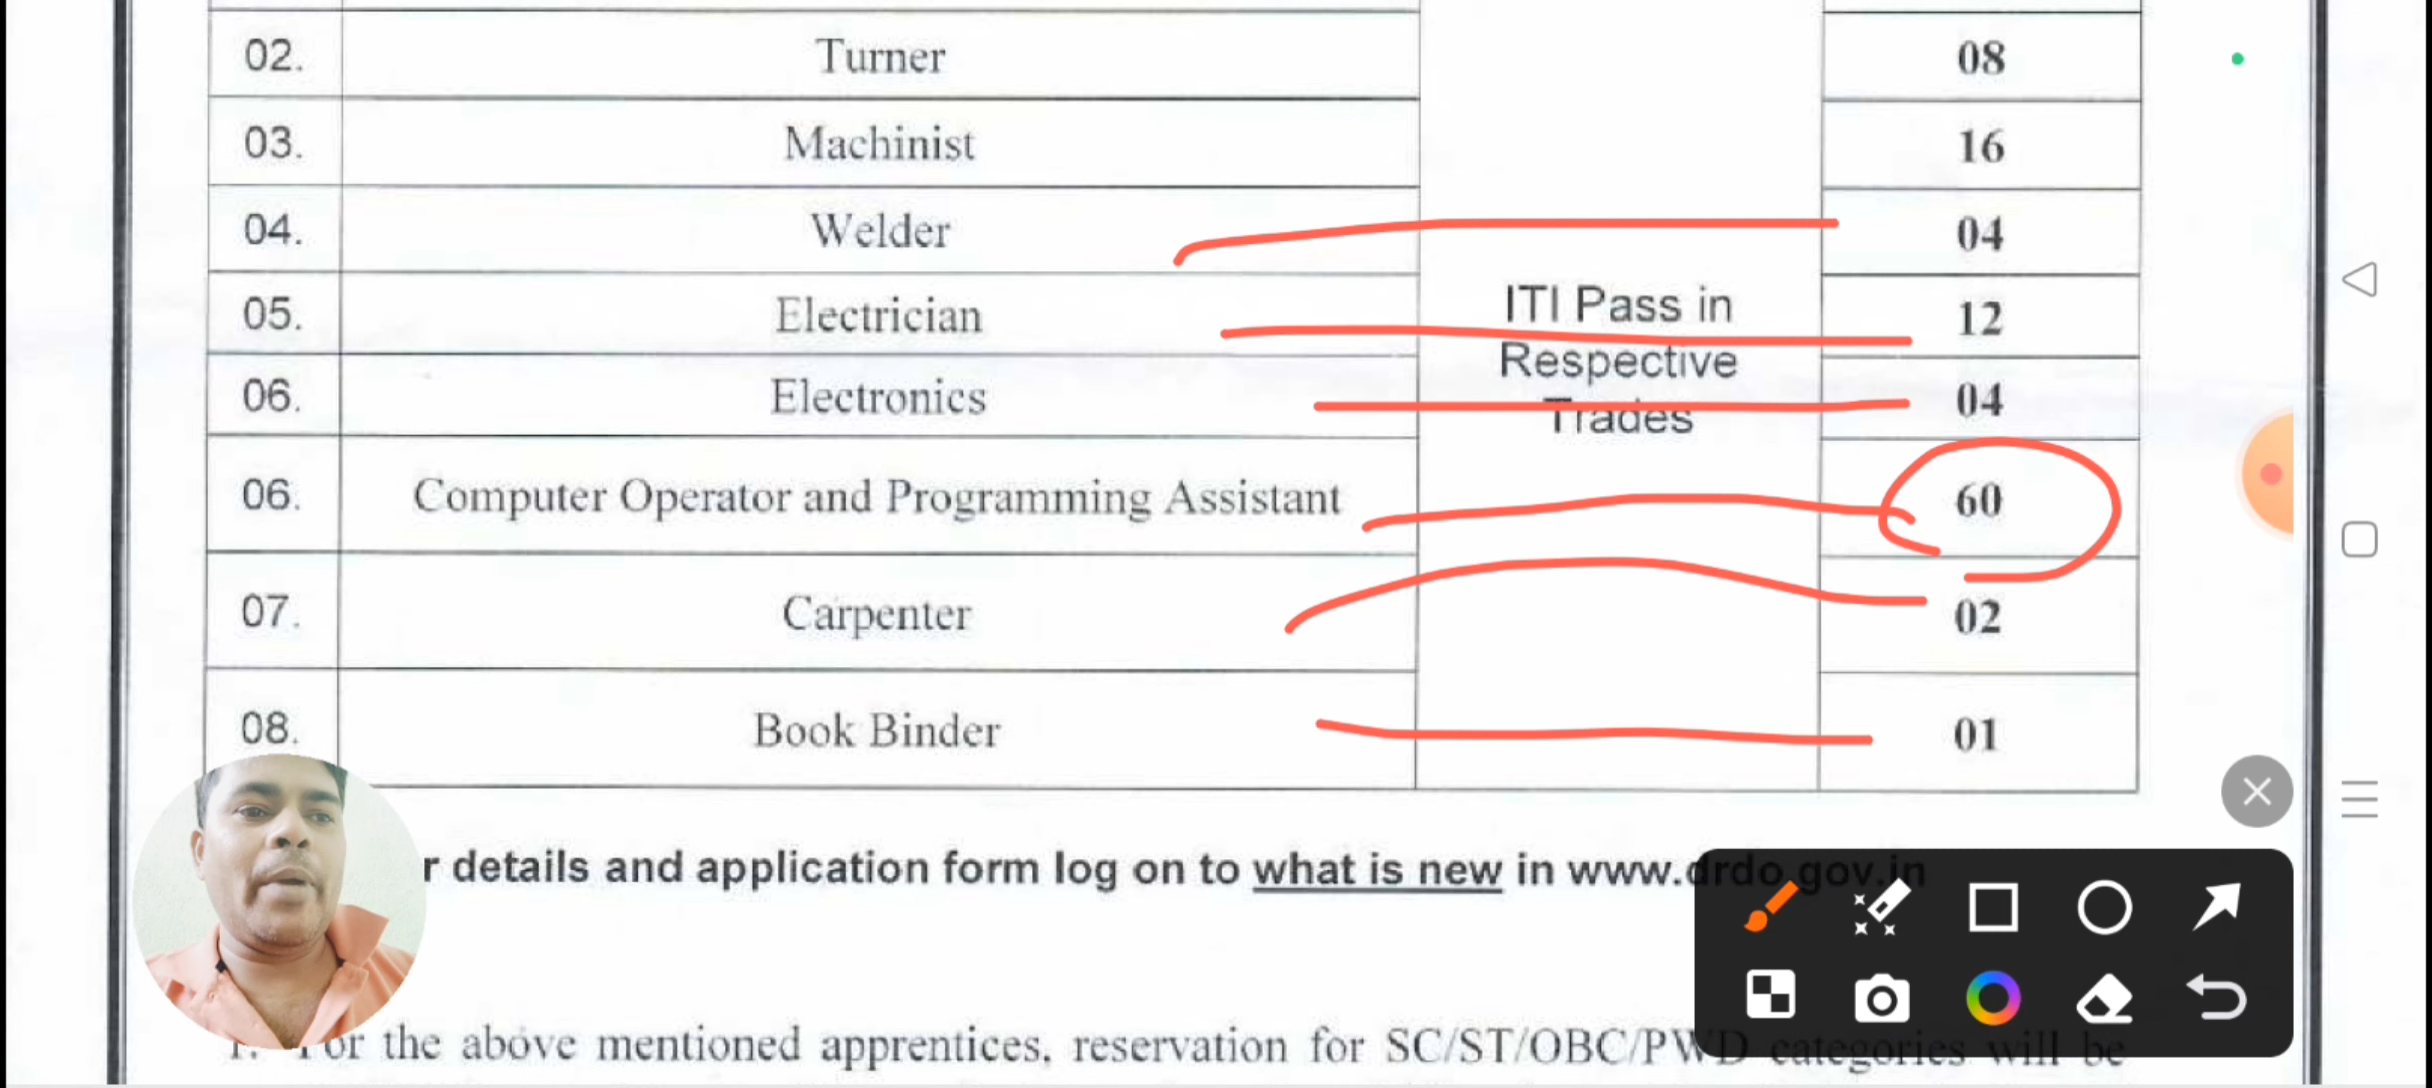 02. Turner 08
03. Machinist 16
04. Welder 04
05. Electrician 12
06. Electronics 04
ITI Pass in
Respective
Trades
06. Computer Operator and Programming Assistant 60
07. Carpenter 02
08. Book Binder 01
r details and application form log on to what is new in www.drdo.gov.in
1. For the above mentioned apprentices, reservation for SC/ST/OBC/PWD categories will be